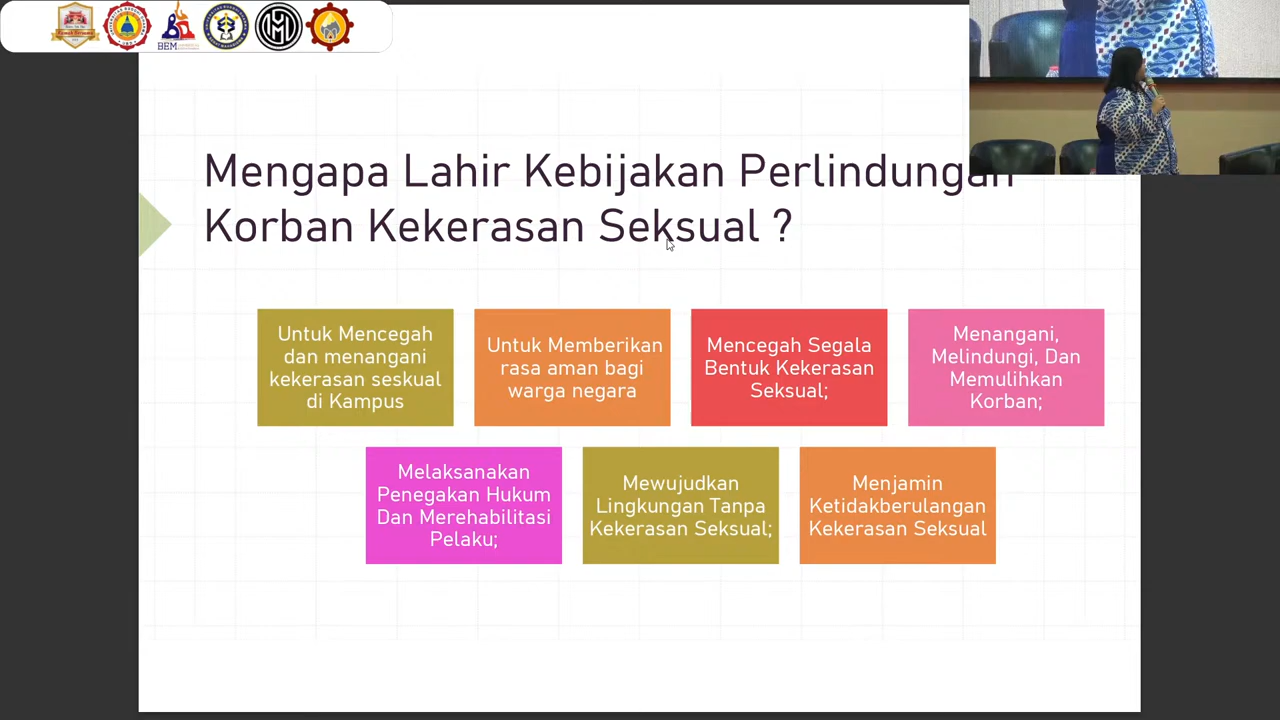 BEM
Mengapa Lahir Kebijakan Perlindungan
Korban Kekerasan Seksual ?
Untuk Mencegah
dan menangani
kekerasan seskual
di Kampus
Untuk Memberikan
rasa aman bagi
warga negara
Mencegah Segala
Bentuk Kekerasan
Seksual;
Menangani,
Melindungi, Dan
Memulihkan
Korban;
Melaksanakan
Penegakan Hukum
Dan Merehabilitasi
Pelaku;
Mewujudkan
Lingkungan Tanpa
Kekerasan Seksual;
Menjamin
Ketidakberulangan
Kekerasan Seksual